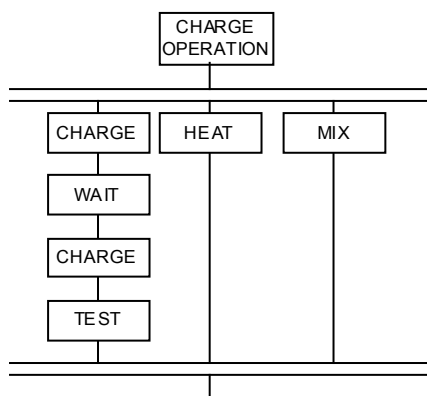 CHARGE
OPERATION
CHARGE
HEAT
MIX
WAIT
CHARGE
TEST